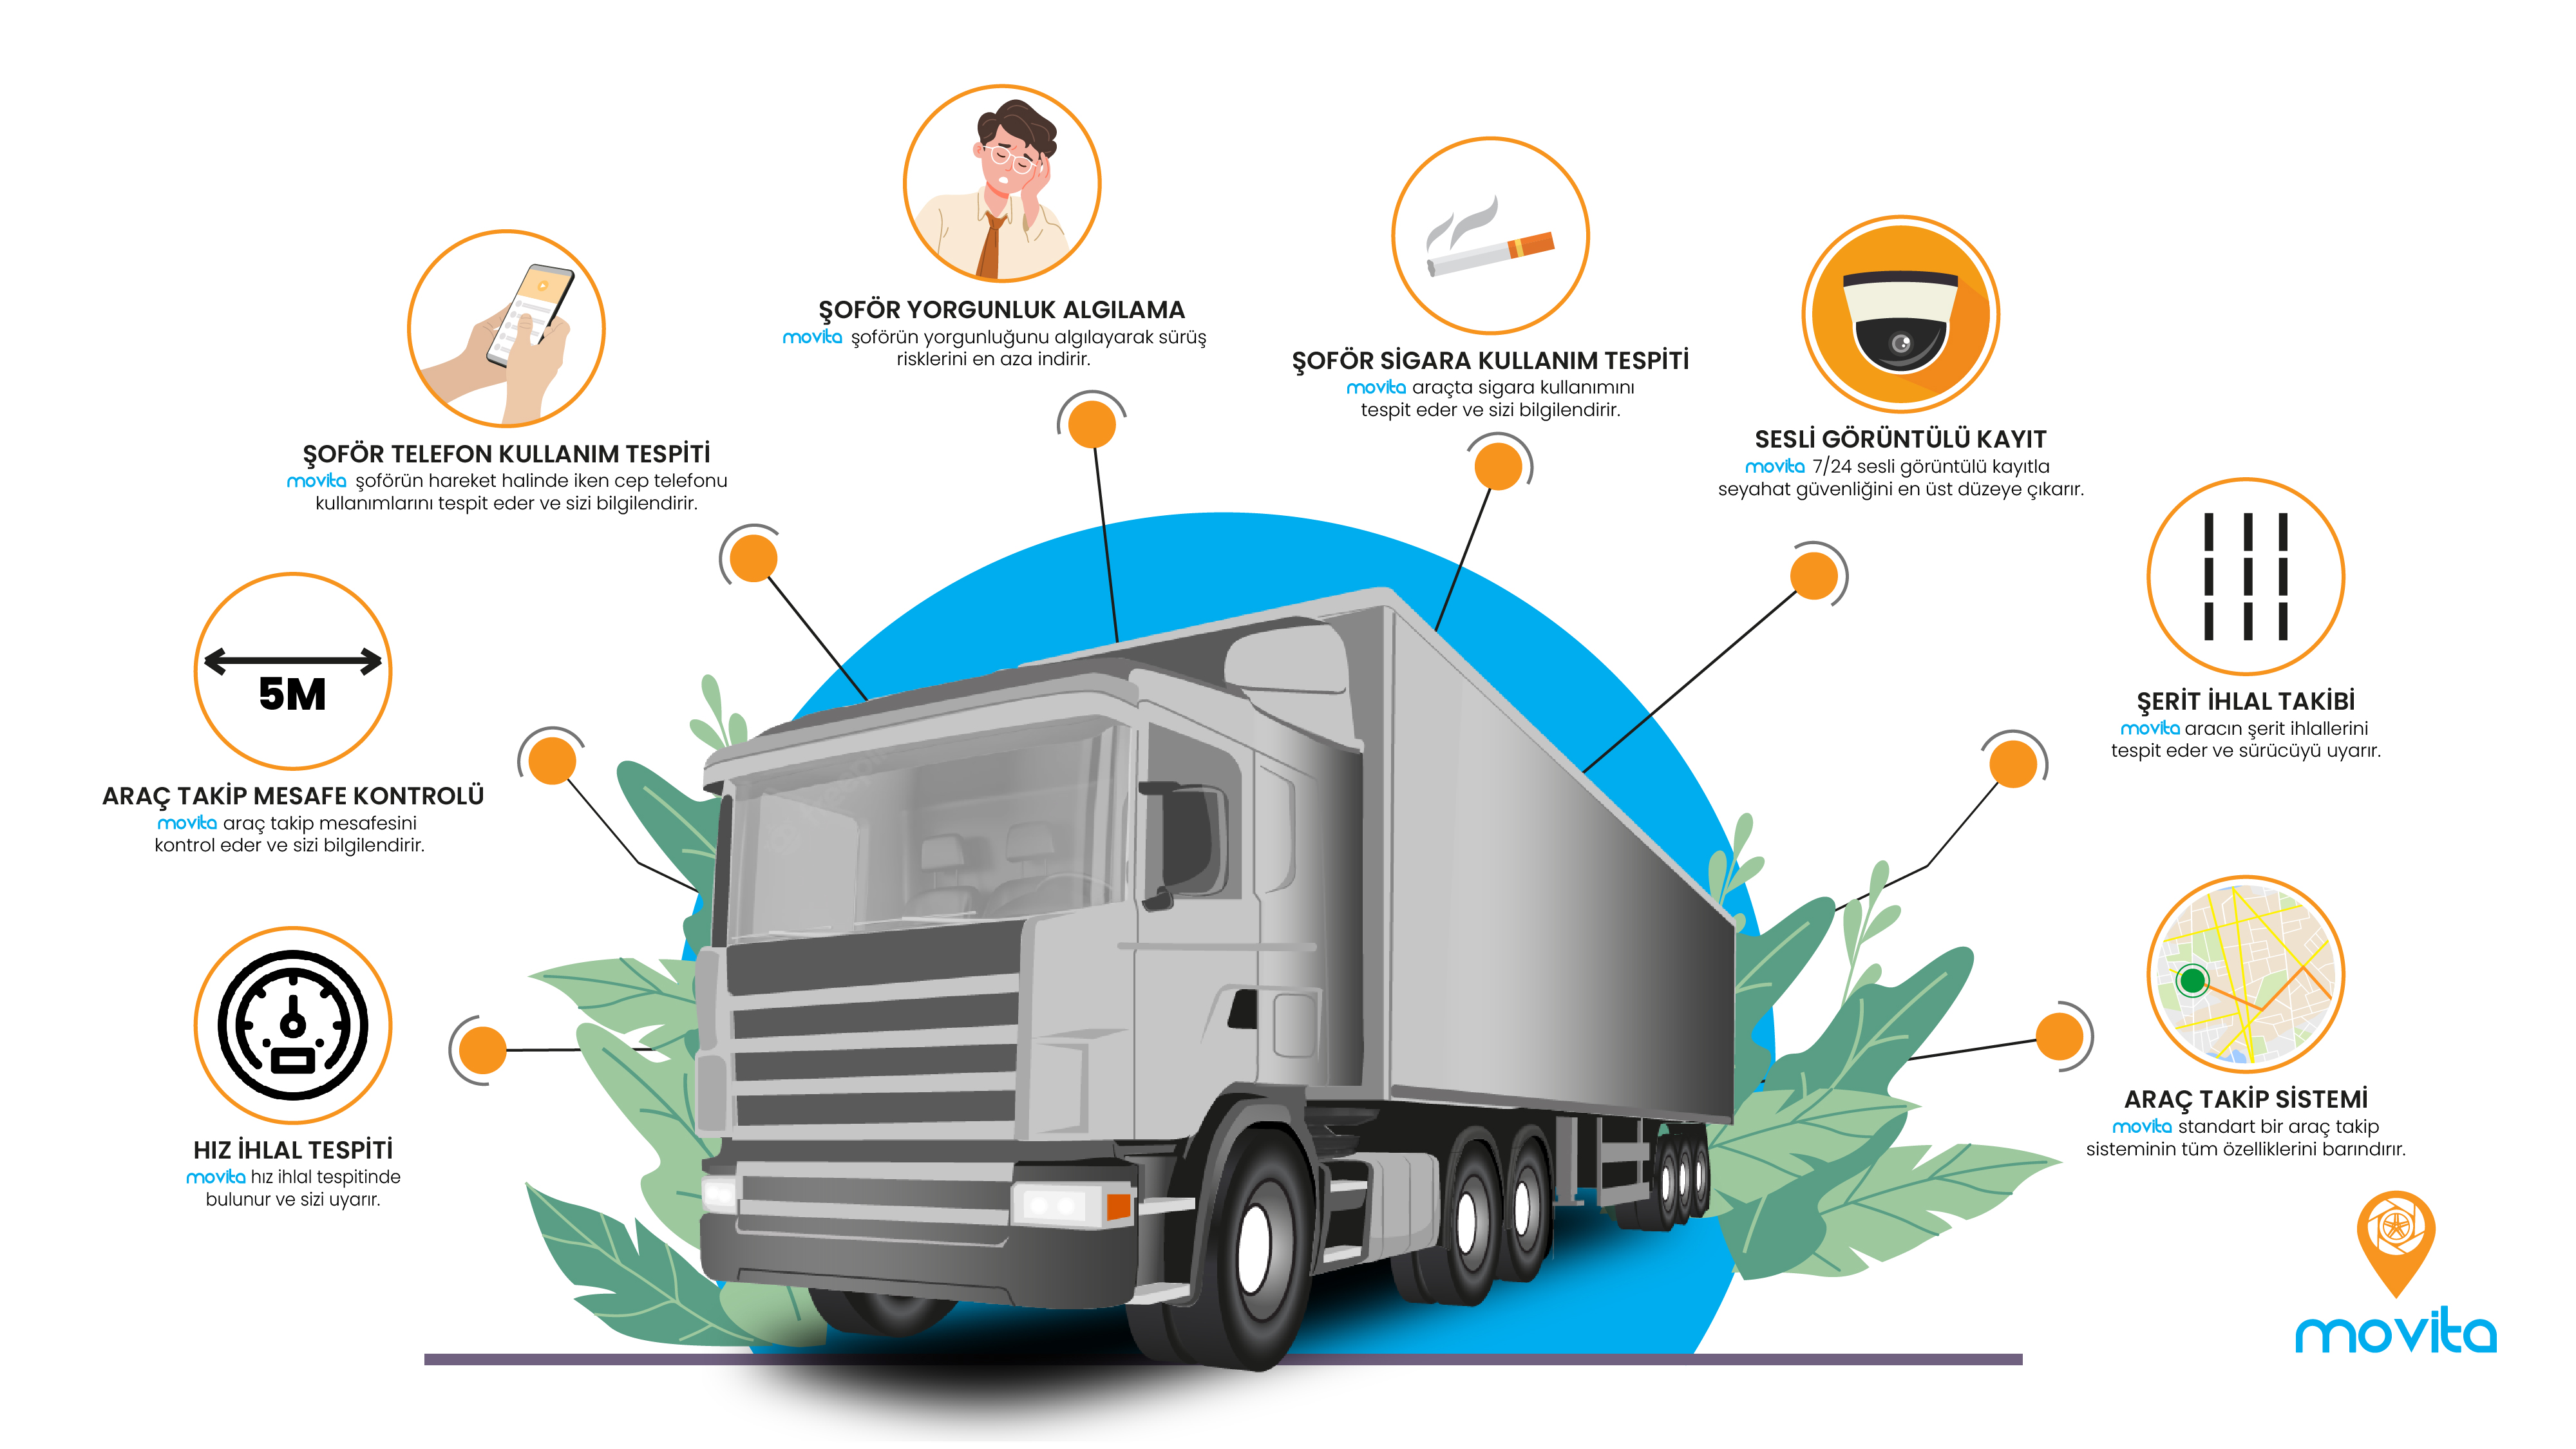 ŞOFÖR YORGUNLUK ALGILAMA
movita şoförün yorgunluğunu algılayarak sürüş
risklerini en aza indirir.
ŞOFÖR SİGARA KULLANIM TESPİTİ
movita araçta sigara kullanımını
tespit eder ve sizi bilgilendirir.
SESLİ GÖRÜNTÜLÜ KAYIT
movita 7/24 sesli görüntülü kayıtla
seyahat güvenliğini en üst düzeye çıkarır.
ŞOFÖR TELEFON KULLANIM TESPİTİ
movita şoförün hareket halinde iken cep telefonu
kullanımlarını tespit eder ve sizi bilgilendirir.
5M
ARAÇ TAKİP MESAFE KONTROLÜ
movita araç takip mesafesini
kontrol eder ve sizi bilgilendirir.
ŞERİT İHLAL TAKİBİ
movita aracın şerit ihlallerini
tespit eder ve sürücüyü uyarır.
HIZ İHLAL TESPİTİ
movita hız ihlal tespitinde
bulunur ve sizi uyarır.
ARAÇ TAKİP SİSTEMİ
movita standart bir araç takip
sisteminin tüm özelliklerini barındırır.
movita